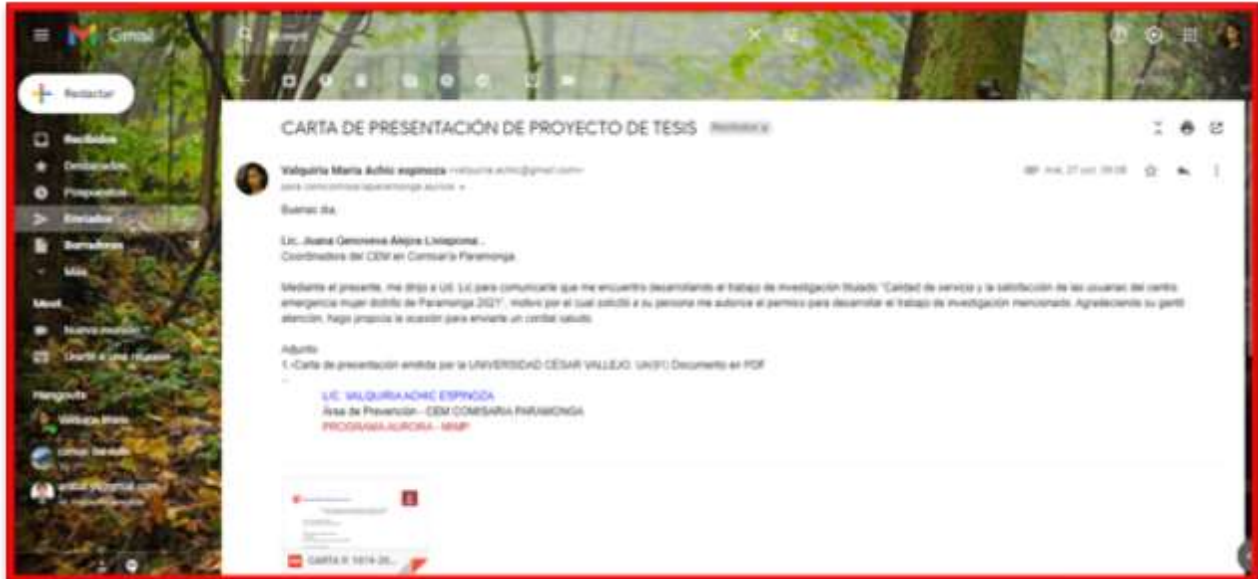 Gmail
Redactar
Recibidos
Destacados
Pospuestos
Enviados
Borradores
Más
Meet
Nueva reunión
Unirte a una reunión
Hangouts
CARTA DE PRESENTACIÓN DE PROYECTO DE TESIS
Valquiria Maria Achic espinoza
Buenas dia,
Lic. Juana Genoveva Alejos
Coordinadora del CEM en Comisaría Paramonga.
Mediante el presente, me dirijo a Ud. Lic para comunicarle que me encuentro desarrollando el trabajo de investigación titulado "Calidad de servicio y la satisfacción de las usuarias del centro
emergencia mujer distrito de Paramonga 2021", motivo por el cual solicitó a su persona me autorice el permiso para desarrollar el trabajo de investigación mencionado. Agradeciendo su gentil
atención, hago propicia la ocasión para enviarle un cordial saludo.
Adjunto
1.-Carta de presentación emitida por la UNIVERSIDAD CÉSAR VALLEJO. Documento en PDF
--
LIC. VALQUIRIA ACHIC ESPINOZA
Área de Prevención - CEM COMISARIA PARAMONGA
PROGRAMA AURORA - MIMP